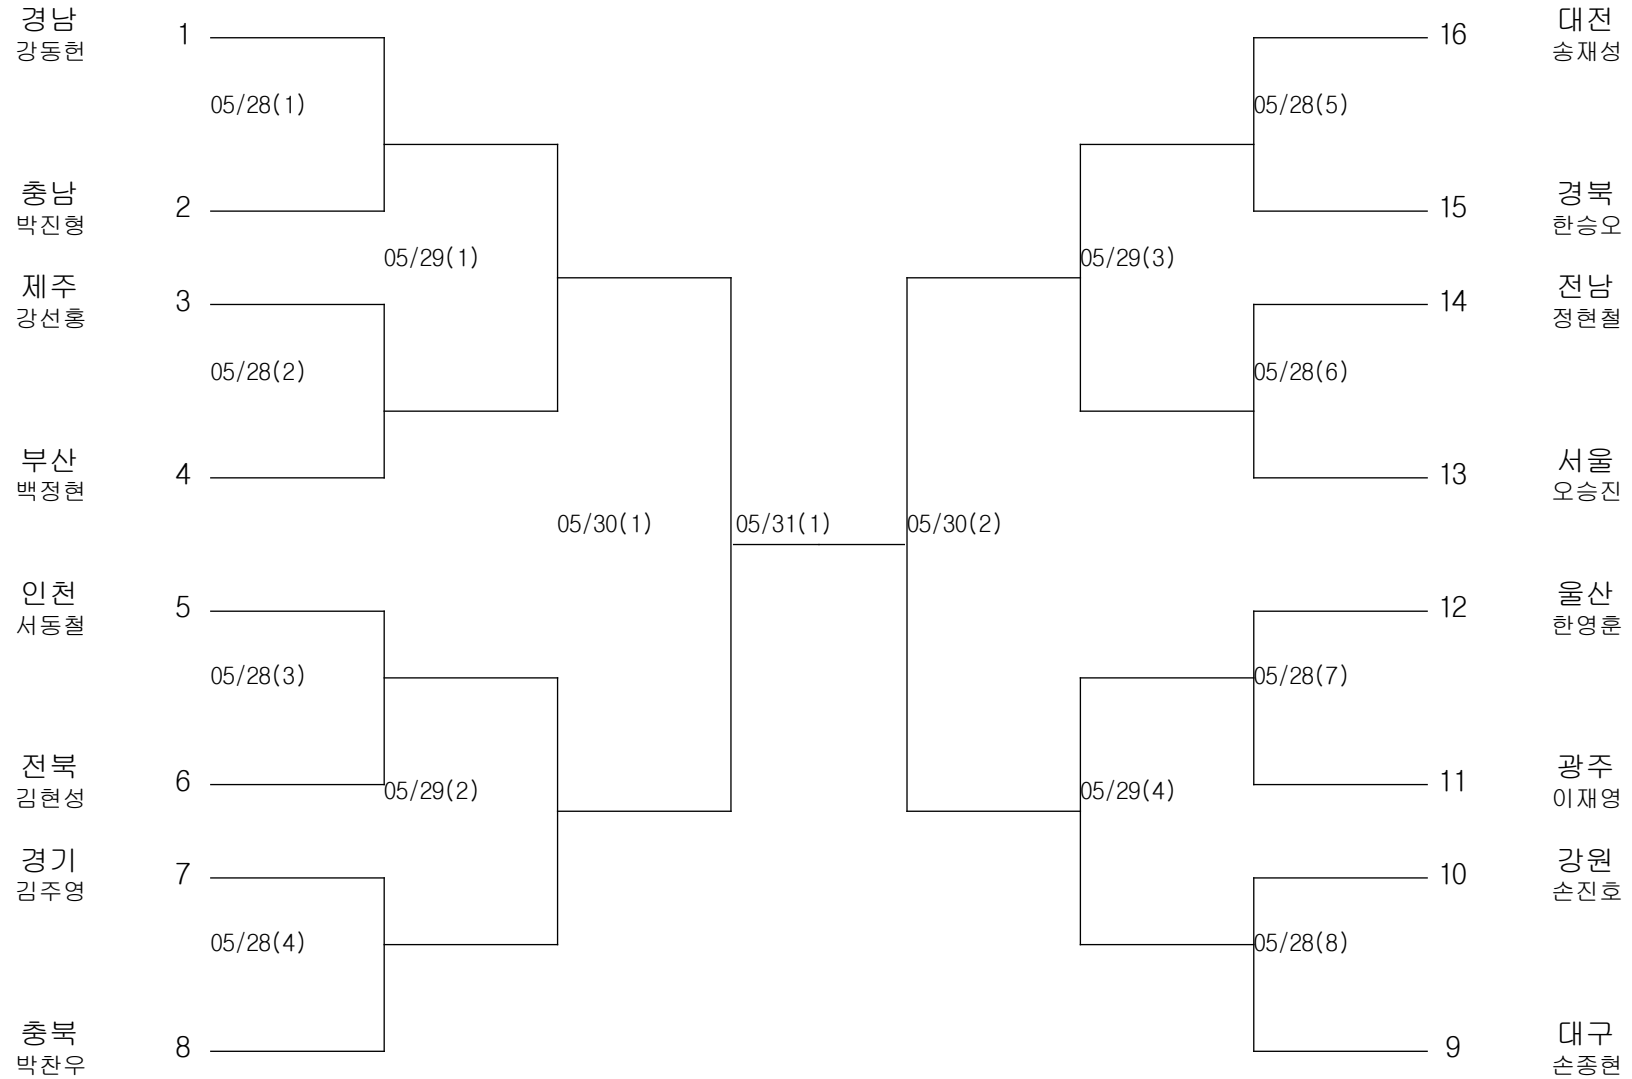 경남
강동헌
1
16
대전
송재성
05/28(1)
05/28(5)
충남
박진형
2
15
경북
한승오
05/29(1)
05/29(3)
제주
강선홍
3
14
전남
정현철
05/28(2)
05/28(6)
부산
백정현
4
13
서울
오승진
05/30(1)
05/31(1)
05/30(2)
인천
서동철
5
12
울산
한영훈
05/28(3)
05/28(7)
전북
김현성
6
11
광주
이재영
05/29(2)
05/29(4)
경기
김주영
7
10
강원
손진호
05/28(4)
05/28(8)
충북
박찬우
8
9
대구
손종현